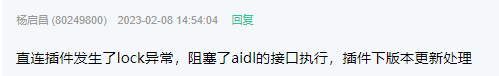 杨启昌 (80249800) 2023-02-08 14:54:04 回复
直连插件发生了lock异常，阻塞了aidl的接口执行，插件下版本更新处理